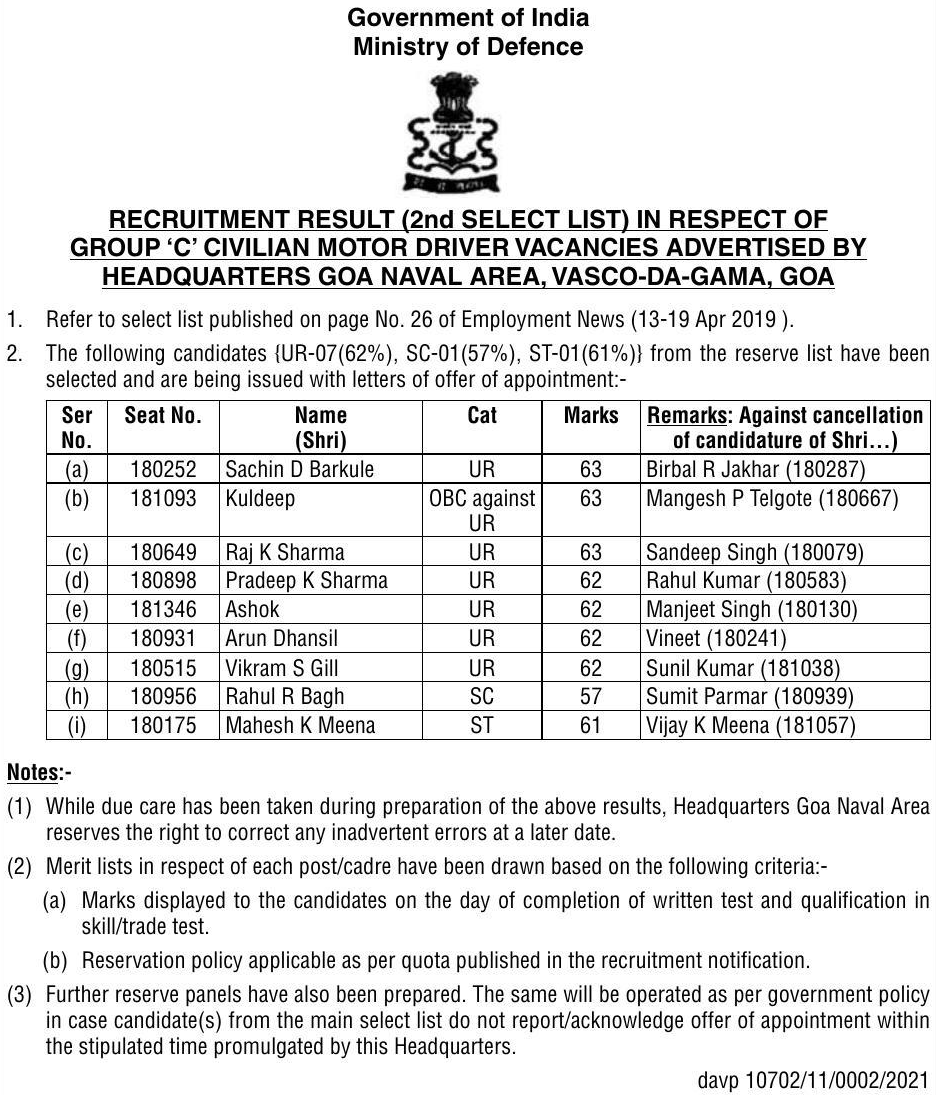 Government of India
Ministry of Defence
RECRUITMENT RESULT (2nd SELECT LIST) IN RESPECT OF
GROUP ‘C’ CIVILIAN MOTOR DRIVER VACANCIES ADVERTISED BY
HEADQUARTERS GOA NAVAL AREA, VASCO-DA-GAMA, GOA
1. Refer to select list published on page No. 26 of Employment News (13-19 Apr 2019 ).
2. The following candidates {UR-07(62%), SC-01(57%), ST-01(61%)} from the reserve list have been
selected and are being issued with letters of offer of appointment:-
Ser Seat No. Name Cat Marks Remarks: Against cancellation
No. (Shri) of candidature of Shri…)
(a) 180252 Sachin D Barkule UR 63 Birbal R Jakhar (180287)
(b) 181093 Kuldeep OBC against 63 Mangesh P Telgote (180667)
UR
(c) 180649 Raj K Sharma UR 63 Sandeep Singh (180079)
(d) 180898 Pradeep K Sharma UR 62 Rahul Kumar (180583)
(e) 181346 Ashok UR 62 Manjeet Singh (180130)
(f) 180931 Arun Dhansil UR 62 Vineet (180241)
(g) 180515 Vikram S Gill UR 62 Sunil Kumar (181038)
(h) 180956 Rahul R Bagh SC 57 Sumit Parmar (180939)
(i) 180175 Mahesh K Meena ST 61 Vijay K Meena (181057)
Notes:-
(1) While due care has been taken during preparation of the above results, Headquarters Goa Naval Area
reserves the right to correct any inadvertent errors at a later date.
(2) Merit lists in respect of each post/cadre have been drawn based on the following criteria:-
(a) Marks displayed to the candidates on the day of completion of written test and qualification in
skill/trade test.
(b) Reservation policy applicable as per quota published in the recruitment notification.
(3) Further reserve panels have also been prepared. The same will be operated as per government policy
in case candidate(s) from the main select list do not report/acknowledge offer of appointment within
the stipulated time promulgated by this Headquarters.
davp 10702/11/0002/2021